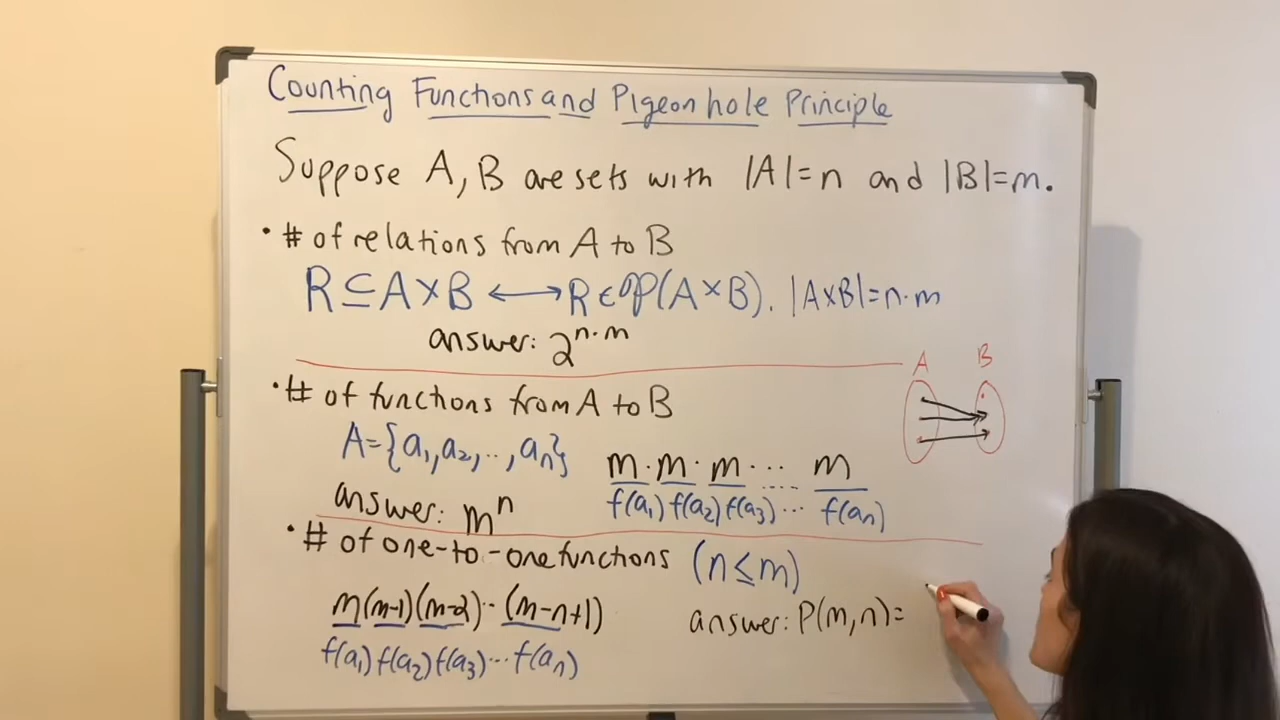 Counting Functions and Pigeonhole Principle
Suppose A, B are sets with |A|=n and |B|=m.
• # of relations from A to B
R ⊆ A×B ⟷ R ∈ 𝒫(A×B). |A×B|=n·m
answer: 2^{n·m}
A B
• # of functions from A to B
A={a₁,a₂,..,aₙ}
m·m·m·... m
f(a₁) f(a₂) f(a₃) ... f(aₙ)
answer: mⁿ
• # of one-to-one functions (n≤m)
m(m-1)(m-2)··(m-n+1)
f(a₁) f(a₂) f(a₃)...f(aₙ)
answer: P(m,n)=